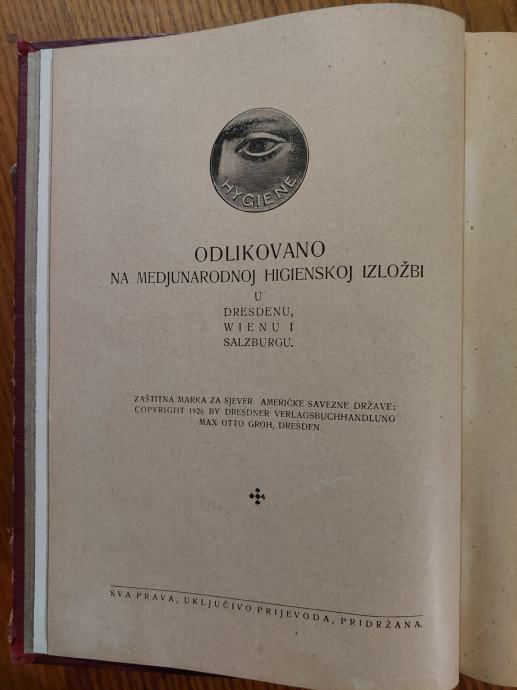 HYGIENE
ODLIKOVANO
NA MEDJUNARODNOJ HIGIENSKOJ IZLOŽBI
U
DRESDENU,
WIENU I
SALZBURGU.
ZAŠTITNA MARKA ZA SJEVER. AMERIČKE SAVEZNE DRŽAVE:
COPYRIGHT 1926 BY DRESDNER VERLAGSBUCHHANDLUNG
MAX OTTO GROH, DRESDEN.
SVA PRAVA, UKLJUČIVO PRIJEVODA, PRIDRŽANA.